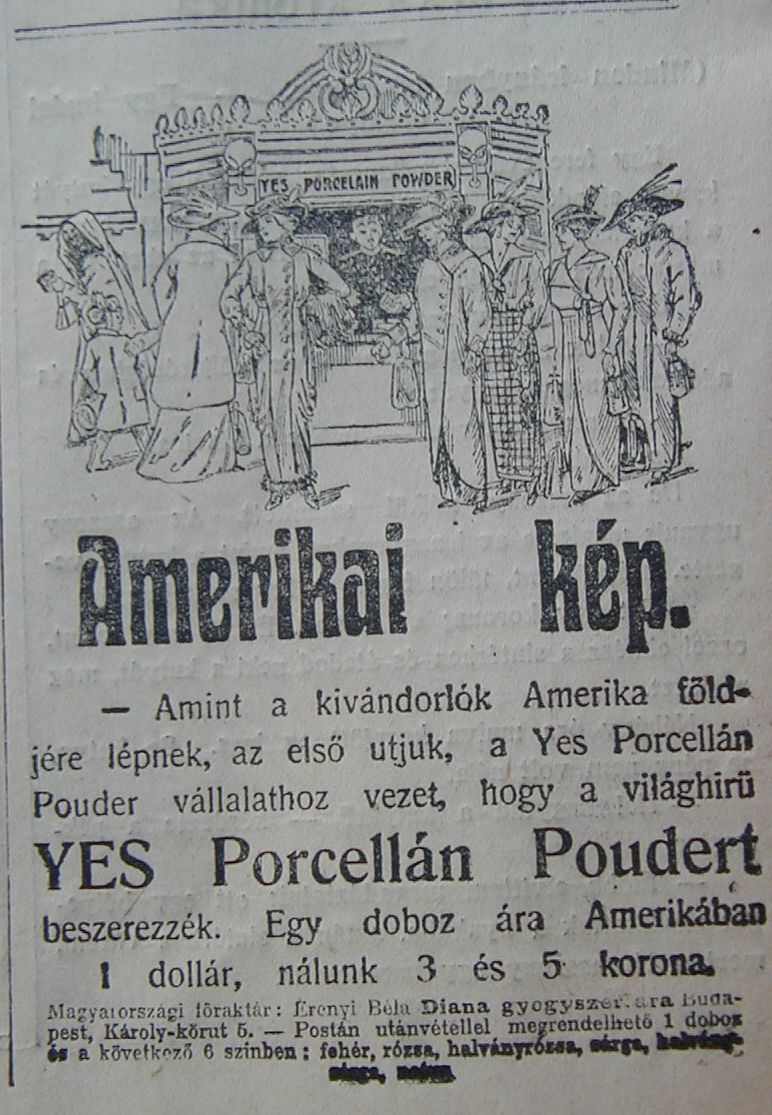 YES PORCELAIN POWDER
Amerikai kép.
— Amint a kivándorlók Amerika föld-
jére lépnek, az első utjuk, a Yes Porcellán
Pouder vállalathoz vezet, hogy a világhirü
YES Porcellán Poudert
beszerezzék. Egy doboz ára Amerikában
1 dollár, nálunk 3 és 5 korona.
Magyarországi főraktár: Erényi Béla Diana gyógyszertára Buda-
pest, Károly-körut 5. — Postán utánvétellel megrendelhető 1 doboz
és a következő 6 szinben: fehér, rózsa, halványrózsa, sárga, halvány-
sárga,